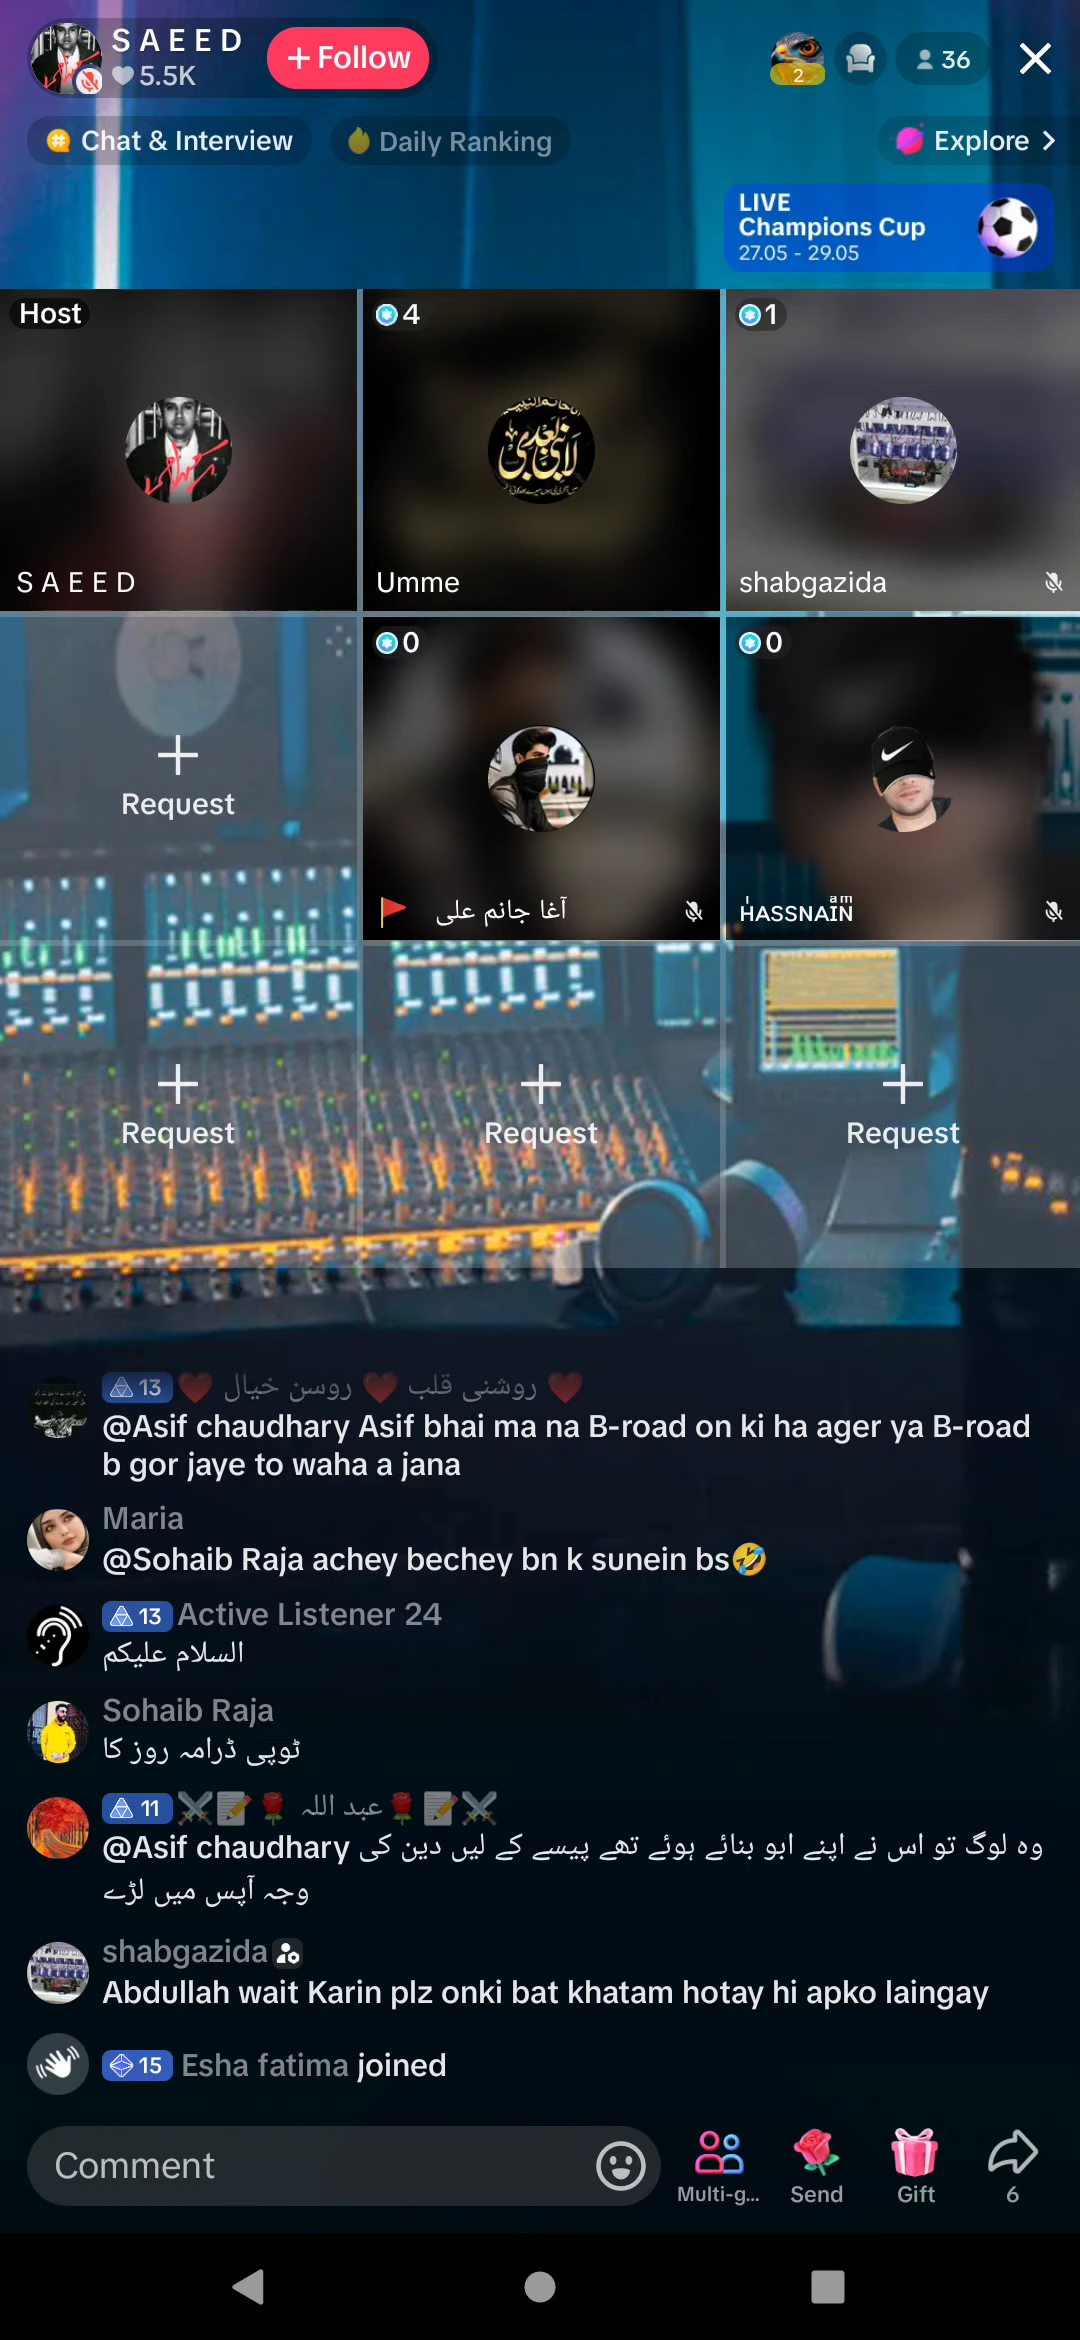 S A E E D
5.5K
+ Follow
2
36
Chat & Interview
Daily Ranking
Explore >
LIVE
Champions Cup
27.05 - 29.05
Host
4
1
لَا نَبِيَّ بَعْدِي
S A E E D
Umme
shabgazida
0
0
Request
آغا جانم علی
HASSNAIN
Request
Request
Request
13 ❤️ روشنی قلب ❤️ روسن خیال ❤️
@Asif chaudhary Asif bhai ma na B-road on ki ha ager ya B-road
b gor jaye to waha a jana
Maria
@Sohaib Raja achey bechey bn k sunein bs🤣
13 Active Listener 24
السلام علیکم
Sohaib Raja
ٹوپی ڈرامہ روز کا
11 ⚔️📝🌹 عبد اللہ 🌹📝⚔️
@Asif chaudhary وہ لوگ تو اس نے اپنے ابو بنائے ہوئے تھے پیسے کے لیں دین کی
وجہ آپس میں لڑے
shabgazida
Abdullah wait Karin plz onki bat khatam hotay hi apko laingay
15 Esha fatima joined
Comment
Multi-g...
Send
Gift
6